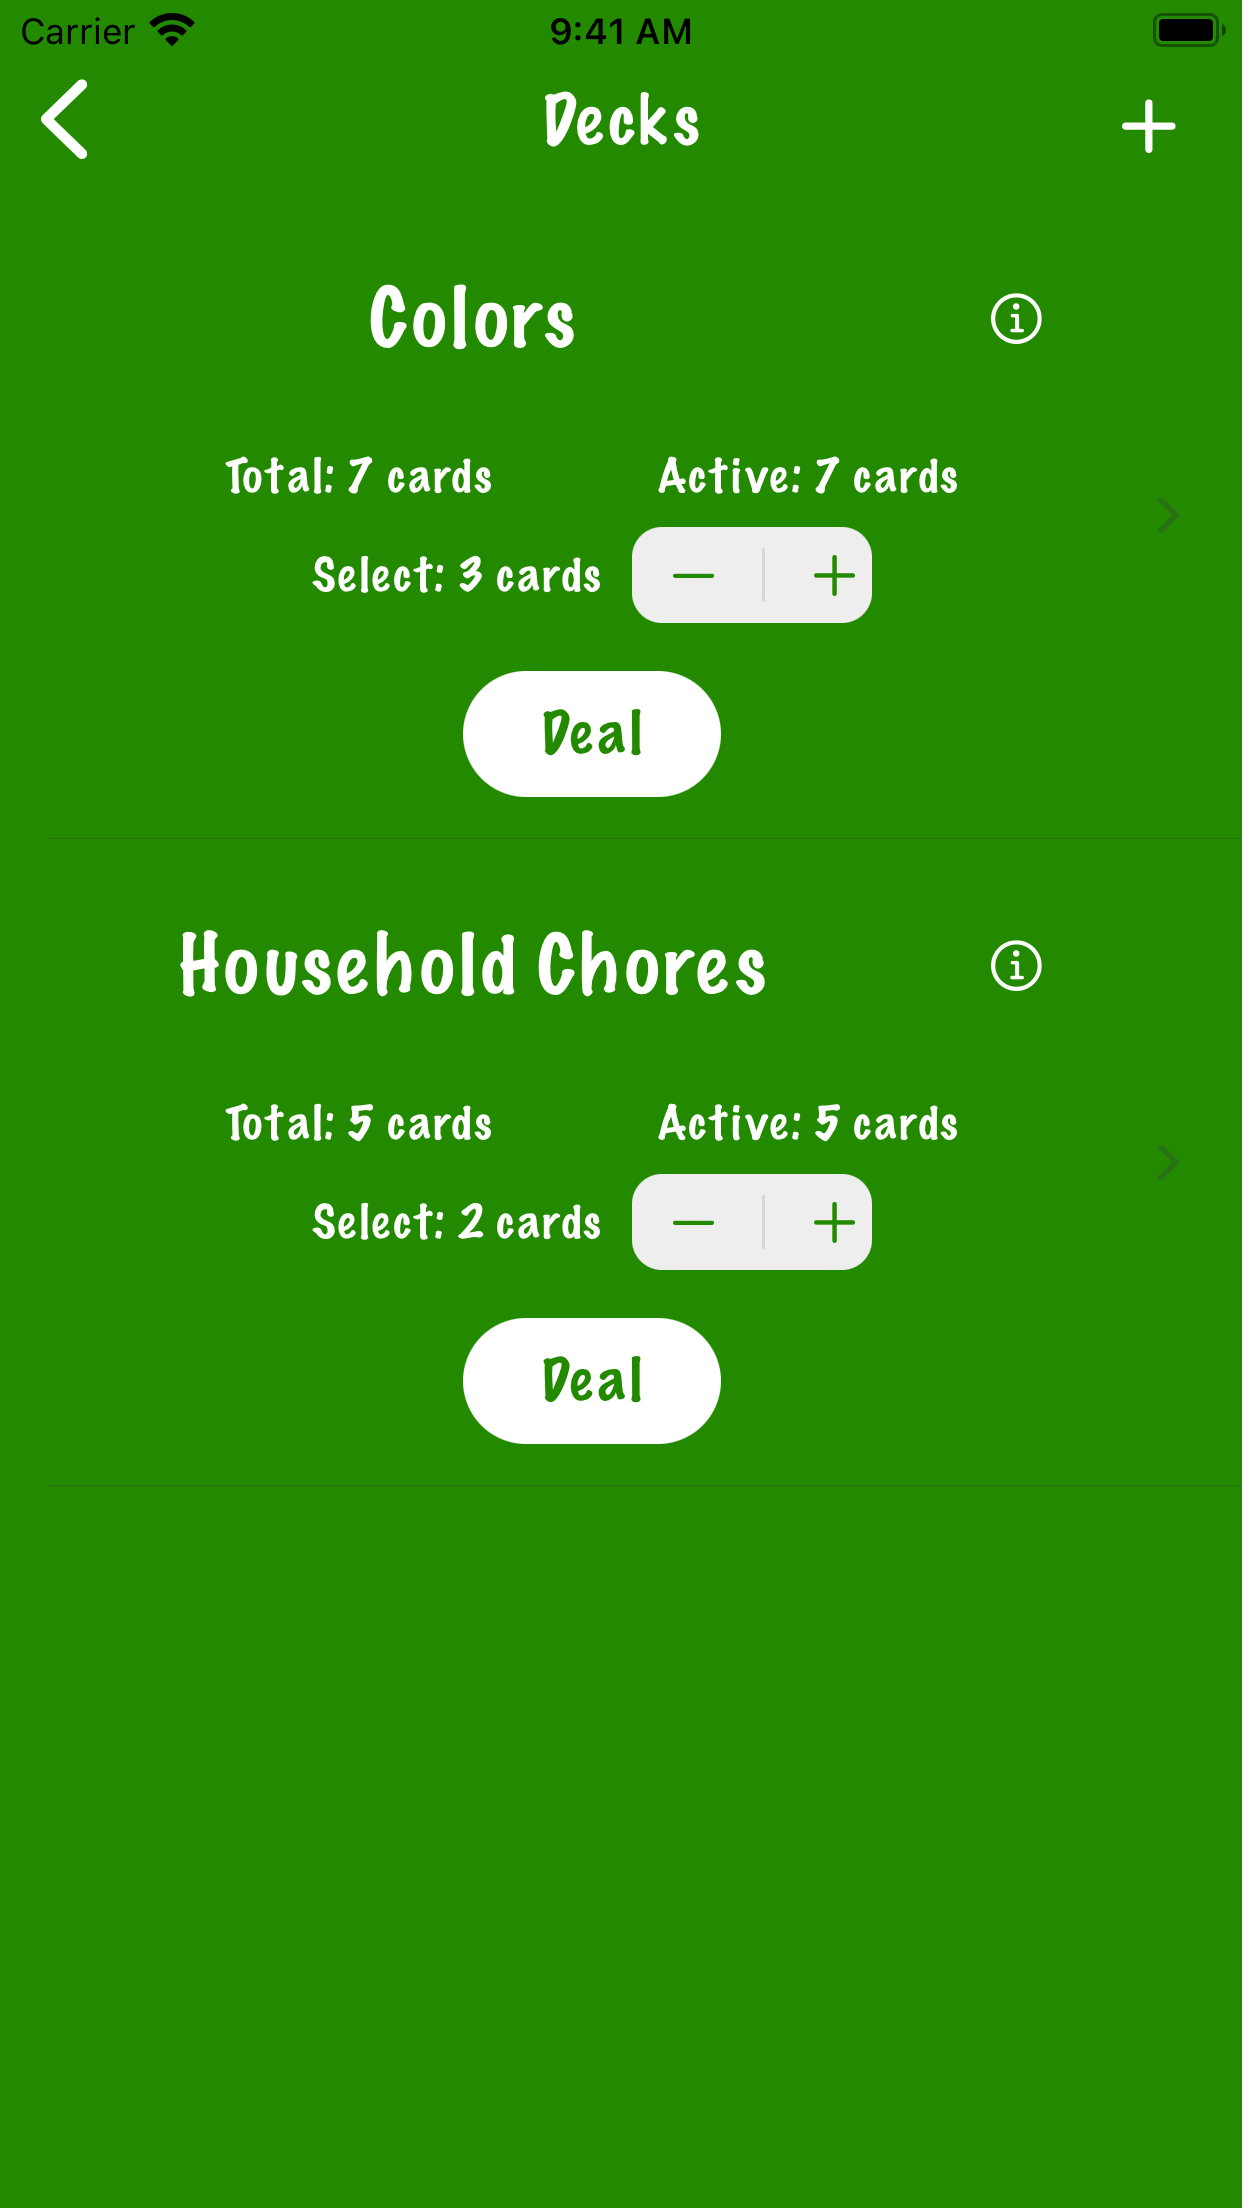 Carrier 9:41 AM
Decks
Colors
Total: 7 cards Active: 7 cards
Select: 3 cards
Deal
Household Chores
Total: 5 cards Active: 5 cards
Select: 2 cards
Deal